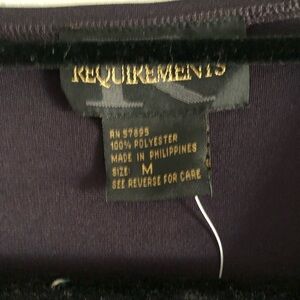 REQUIREMENTS
R
RN 57895
100% POLYESTER
MADE IN PHILIPPINES
SIZE: M
SEE REVERSE FOR CARE